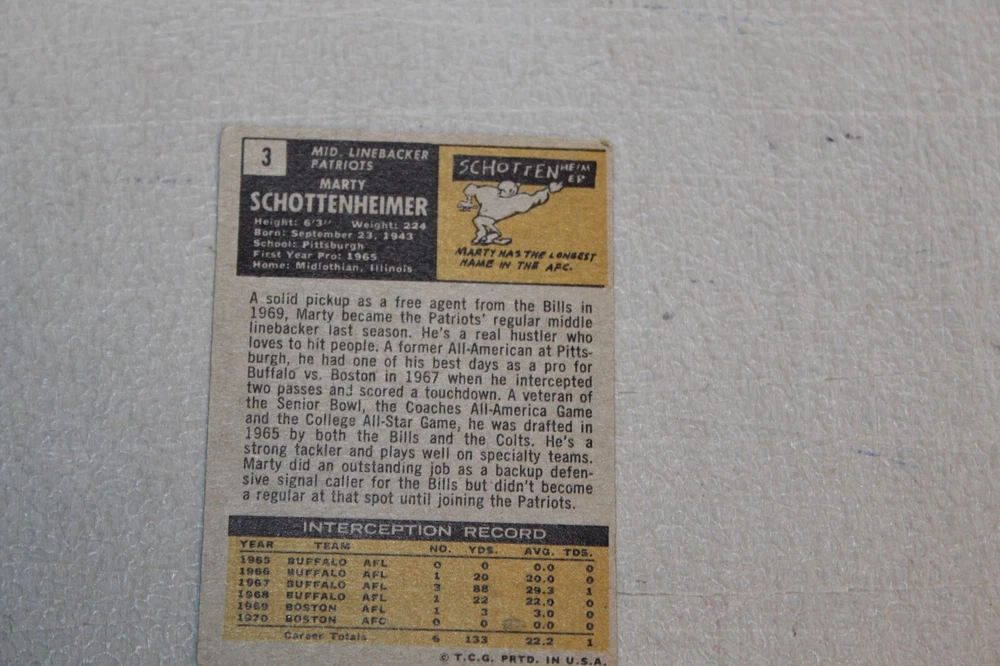 3
MID. LINEBACKER
PATRIOTS
MARTY
SCHOTTENHEIMER
Height: 6'3" Weight: 224
Born: September 23, 1943
School: Pittsburgh
First Year Pro: 1965
Home: Midlothian, Illinois
SCHOTTENHEIM
ER
MARTY HAS THE LONGEST
NAME IN THE AFC.
A solid pickup as a free agent from the Bills in
1969, Marty became the Patriots' regular middle
linebacker last season. He's a real hustler who
loves to hit people. A former All-American at Pitts-
burgh, he had one of his best days as a pro for
Buffalo vs. Boston in 1967 when he intercepted
two passes and scored a touchdown. A veteran of
the Senior Bowl, the Coaches All-America Game
and the College All-Star Game, he was drafted in
1965 by both the Bills and the Colts. He's a
strong tackler and plays well on specialty teams.
Marty did an outstanding job as a backup defen-
sive signal caller for the Bills but didn't become
a regular at that spot until joining the Patriots.
INTERCEPTION RECORD
YEAR TEAM NO. YDS. AVG. TDS.
1965 BUFFALO AFL 0 0 0.0 0
1966 BUFFALO AFL 1 20 20.0 0
1967 BUFFALO AFL 3 88 29.3 1
1968 BUFFALO AFL 1 22 22.0 0
1969 BOSTON AFL 1 3 3.0 0
1970 BOSTON AFC 0 0 0.0 0
Career Totals 6 133 22.2 1
© T.C.G. PRTD. IN U.S.A.